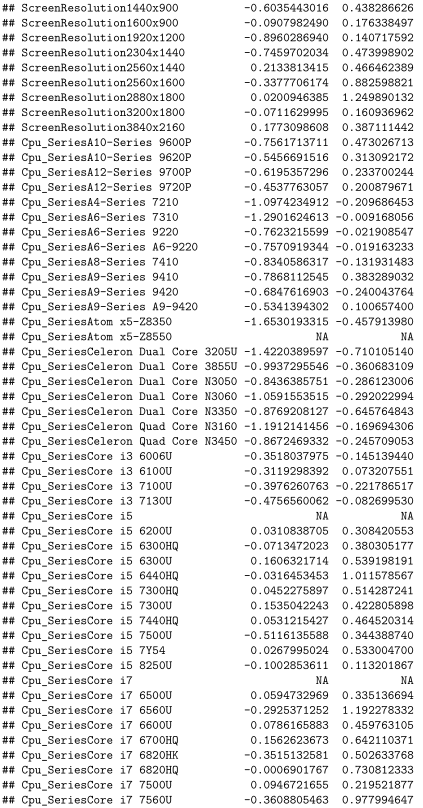 ## ScreenResolution1440x900 -0.6035443016 0.438286626
## ScreenResolution1600x900 -0.0907982490 0.176338497
## ScreenResolution1920x1200 -0.8960286940 0.140717592
## ScreenResolution2304x1440 -0.7459702034 0.473998902
## ScreenResolution2560x1440 0.2133813415 0.466462389
## ScreenResolution2560x1600 -0.3377706174 0.882598821
## ScreenResolution2880x1800 0.0200946385 1.249890132
## ScreenResolution3200x1800 -0.0711629995 0.160936962
## ScreenResolution3840x2160 0.1773098608 0.387111442
## Cpu_SeriesA10-Series 9600P -0.7561713711 0.473026713
## Cpu_SeriesA10-Series 9620P -0.5456691516 0.313092172
## Cpu_SeriesA12-Series 9700P -0.6195357296 0.233700244
## Cpu_SeriesA12-Series 9720P -0.4537763057 0.200879671
## Cpu_SeriesA4-Series 7210 -1.0974234912 -0.209686453
## Cpu_SeriesA6-Series 7310 -1.2901624613 -0.009168056
## Cpu_SeriesA6-Series 9220 -0.7623215599 -0.021908547
## Cpu_SeriesA6-Series A6-9220 -0.7570919344 -0.019163233
## Cpu_SeriesA8-Series 7410 -0.8340586317 -0.131931483
## Cpu_SeriesA9-Series 9410 -0.7868112545 0.383289032
## Cpu_SeriesA9-Series 9420 -0.6847616903 -0.240043764
## Cpu_SeriesA9-Series A9-9420 -0.5341394302 0.100657400
## Cpu_SeriesAtom x5-Z8350 -1.6530193315 -0.457913980
## Cpu_SeriesAtom x5-Z8550 NA NA
## Cpu_SeriesCeleron Dual Core 3205U -1.4220389597 -0.710105140
## Cpu_SeriesCeleron Dual Core 3855U -0.9937295546 -0.360683109
## Cpu_SeriesCeleron Dual Core N3050 -0.8436385751 -0.286123006
## Cpu_SeriesCeleron Dual Core N3060 -1.0591553515 -0.292022994
## Cpu_SeriesCeleron Dual Core N3350 -0.8769208127 -0.645764843
## Cpu_SeriesCeleron Quad Core N3160 -1.1912141456 -0.169694306
## Cpu_SeriesCeleron Quad Core N3450 -0.8672469332 -0.245709053
## Cpu_SeriesCore i3 6006U -0.3518037975 -0.145139440
## Cpu_SeriesCore i3 6100U -0.3119298392 0.073207551
## Cpu_SeriesCore i3 7100U -0.3976260763 -0.221786517
## Cpu_SeriesCore i3 7130U -0.4756560062 -0.082699530
## Cpu_SeriesCore i5 NA NA
## Cpu_SeriesCore i5 6200U 0.0310838705 0.308420553
## Cpu_SeriesCore i5 6300HQ -0.0713472023 0.380305177
## Cpu_SeriesCore i5 6300U 0.1606321714 0.539198191
## Cpu_SeriesCore i5 6440HQ -0.0316453453 1.011578567
## Cpu_SeriesCore i5 7300HQ 0.0452275897 0.514287241
## Cpu_SeriesCore i5 7300U 0.1535042243 0.422805898
## Cpu_SeriesCore i5 7440HQ 0.0531215427 0.464520314
## Cpu_SeriesCore i5 7500U -0.5116135588 0.344388740
## Cpu_SeriesCore i5 7Y54 0.0267995024 0.533004700
## Cpu_SeriesCore i5 8250U -0.1002853611 0.113201867
## Cpu_SeriesCore i7 NA NA
## Cpu_SeriesCore i7 6500U 0.0594732969 0.335136694
## Cpu_SeriesCore i7 6560U -0.2925371252 1.192278332
## Cpu_SeriesCore i7 6600U 0.0786165883 0.459763105
## Cpu_SeriesCore i7 6700HQ 0.1562623673 0.642110371
## Cpu_SeriesCore i7 6820HK -0.3515132581 0.502633768
## Cpu_SeriesCore i7 6820HQ -0.0006901767 0.730812333
## Cpu_SeriesCore i7 7500U 0.0946721655 0.219521877
## Cpu_SeriesCore i7 7560U -0.3608805463 0.977994647